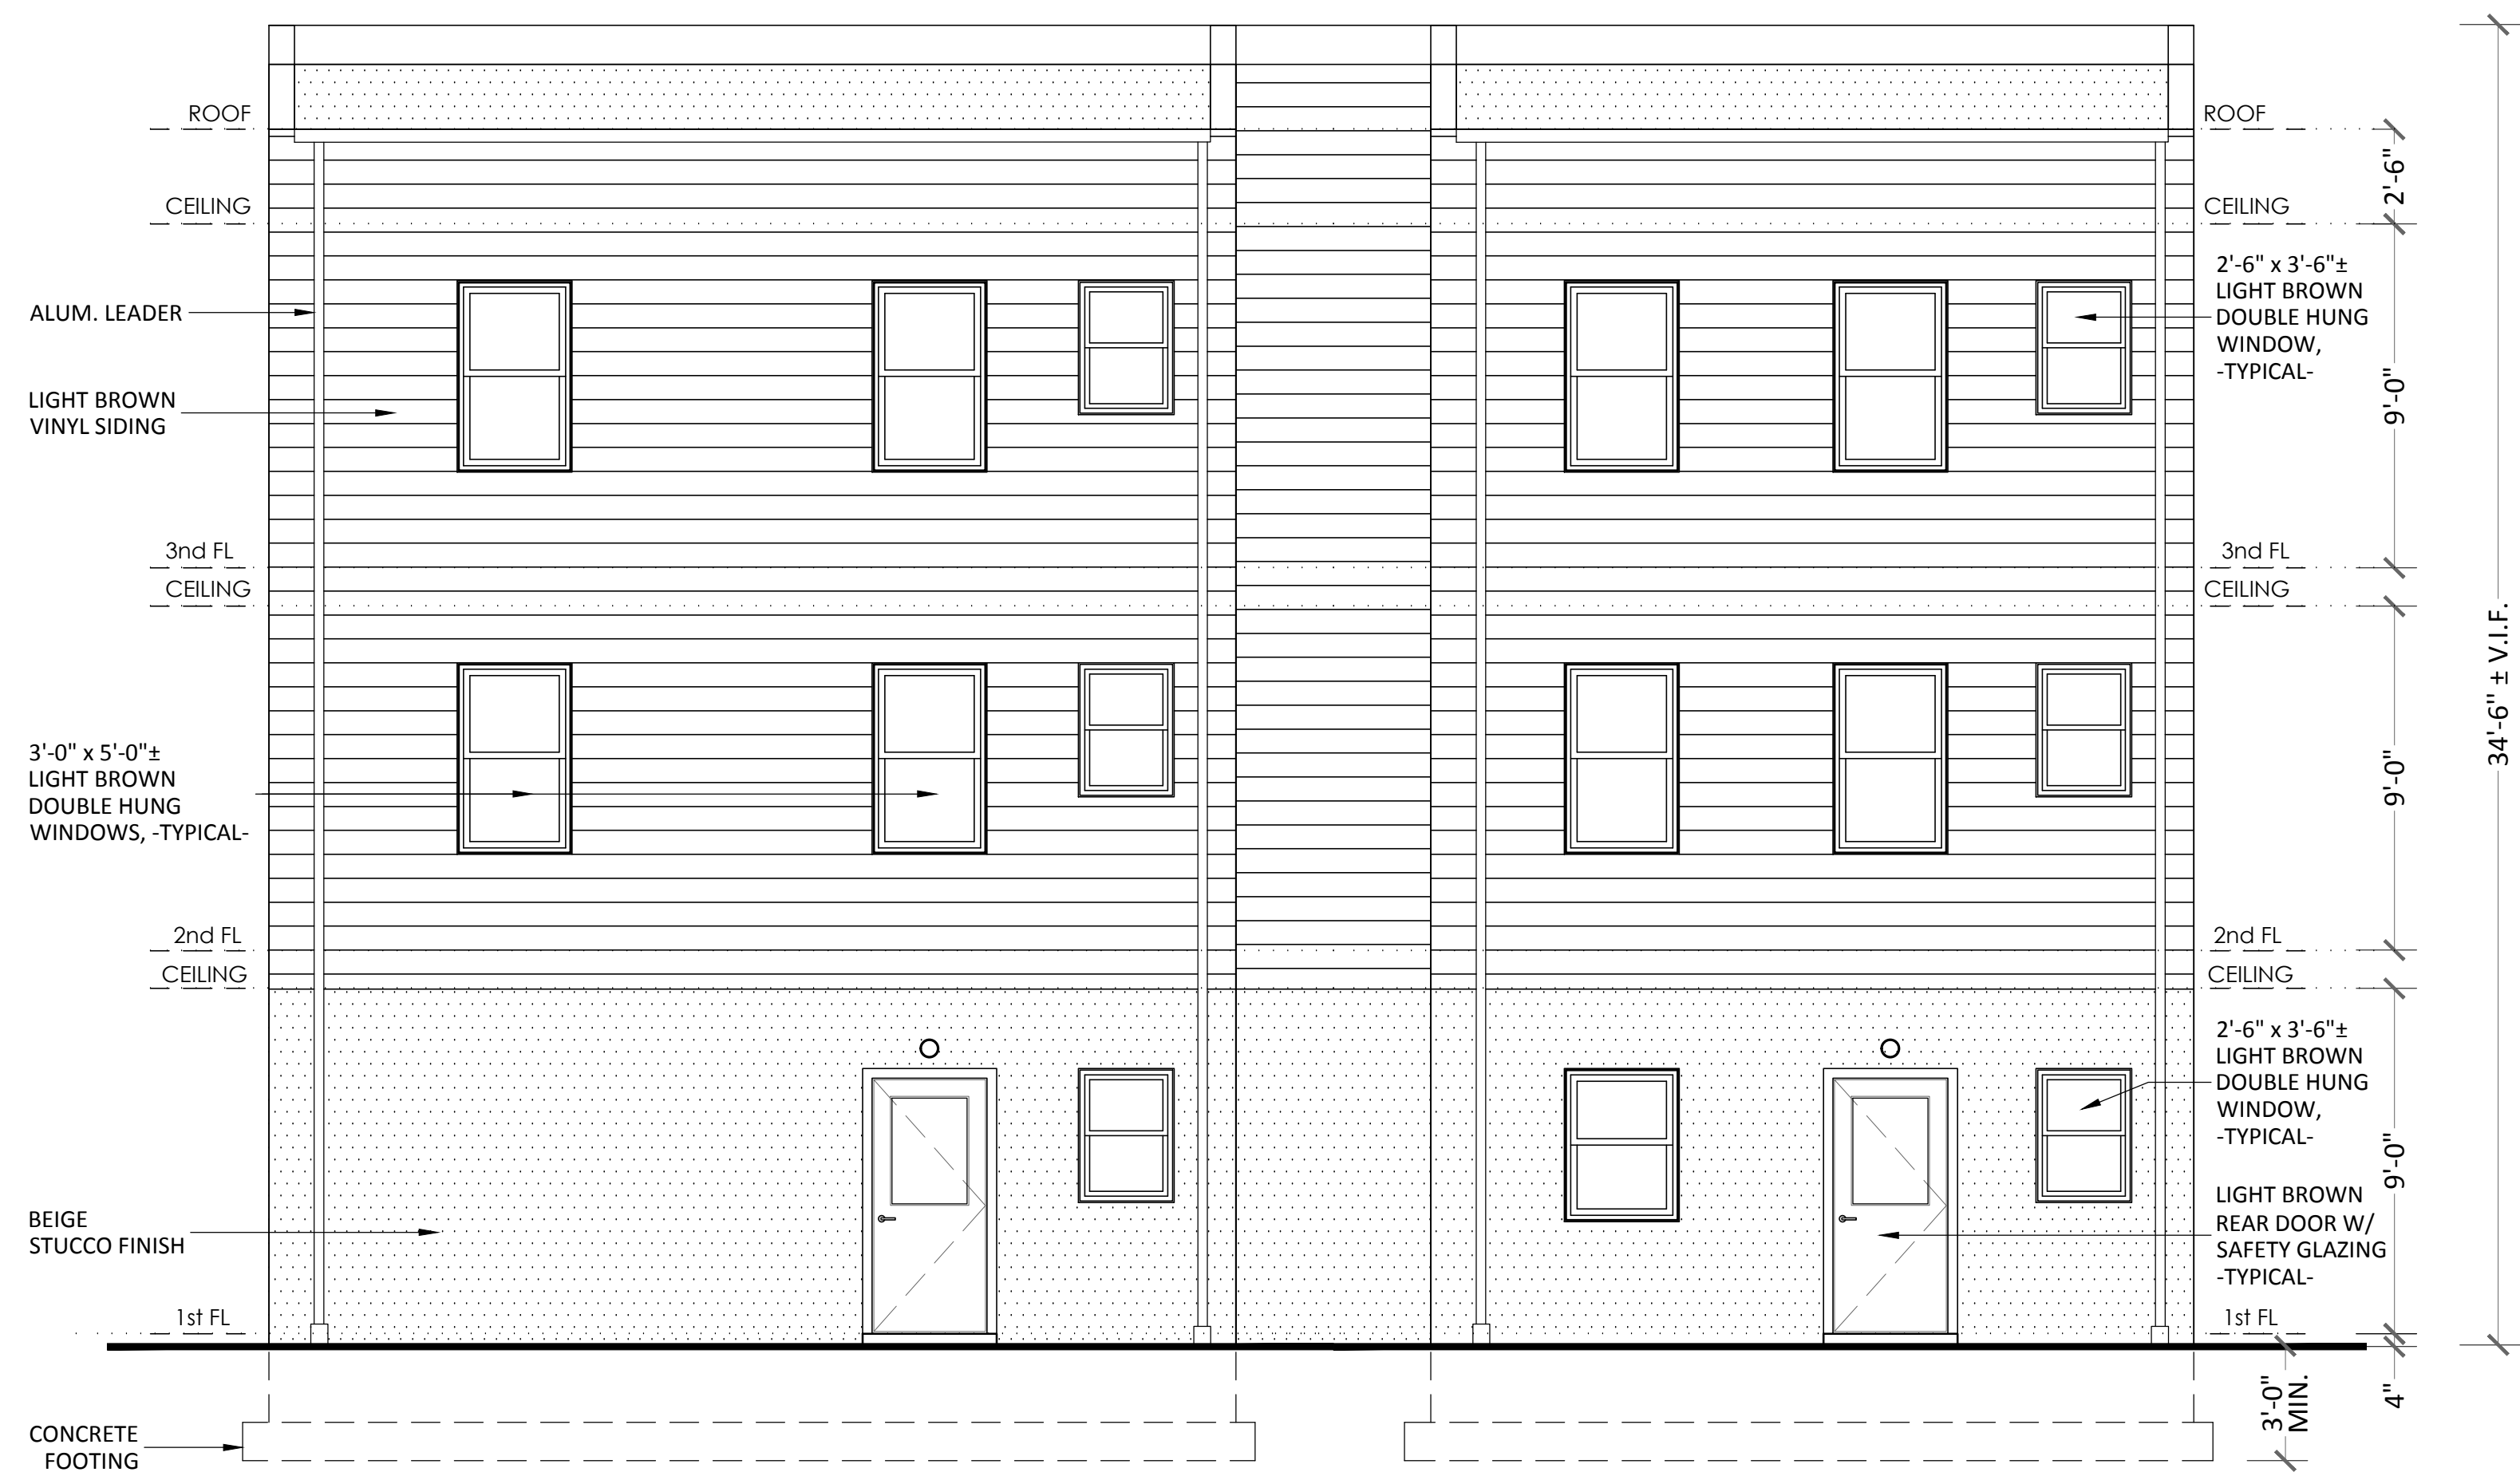 ROOF
CEILING
ALUM. LEADER
LIGHT BROWN
VINYL SIDING
3nd FL
CEILING
3'-0" x 5'-0"±
LIGHT BROWN
DOUBLE HUNG
WINDOWS, -TYPICAL-
2nd FL
CEILING
BEIGE
STUCCO FINISH
1st FL
CONCRETE
FOOTING
ROOF
CEILING
2'-6" x 3'-6"±
LIGHT BROWN
DOUBLE HUNG
WINDOW,
-TYPICAL-
3nd FL
CEILING
2nd FL
CEILING
2'-6" x 3'-6"±
LIGHT BROWN
DOUBLE HUNG
WINDOW,
-TYPICAL-
LIGHT BROWN
REAR DOOR W/
SAFETY GLAZING
-TYPICAL-
1st FL
3'-0"
MIN.
2'-6"
9'-0"
9'-0"
9'-0"
4"
34'-6" ± V.I.F.